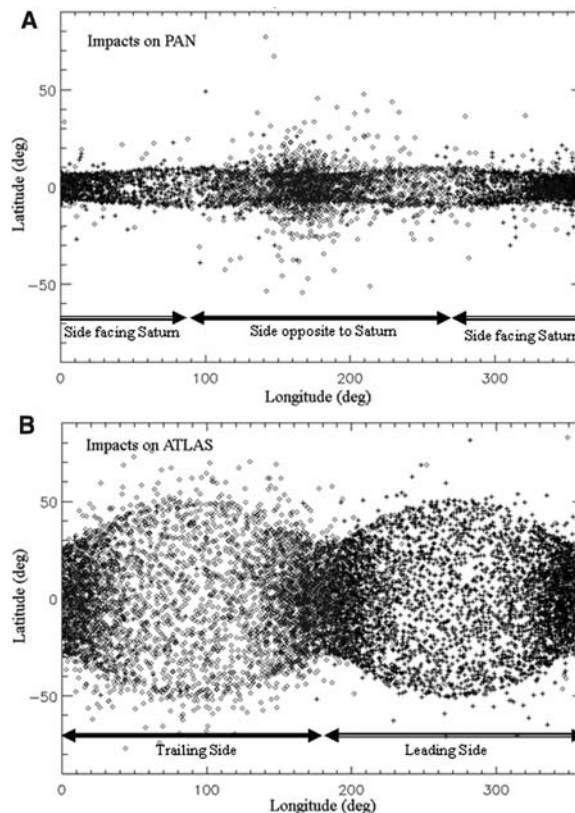 A
Impacts on PAN
50
0
−50
Latitude (deg)
Side facing Saturn
Side opposite to Saturn
Side facing Saturn
0
100
200
300
Longitude (deg)
B
Impacts on ATLAS
50
0
−50
Latitude (deg)
Trailing Side
Leading Side
0
100
200
300
Longitude (deg)